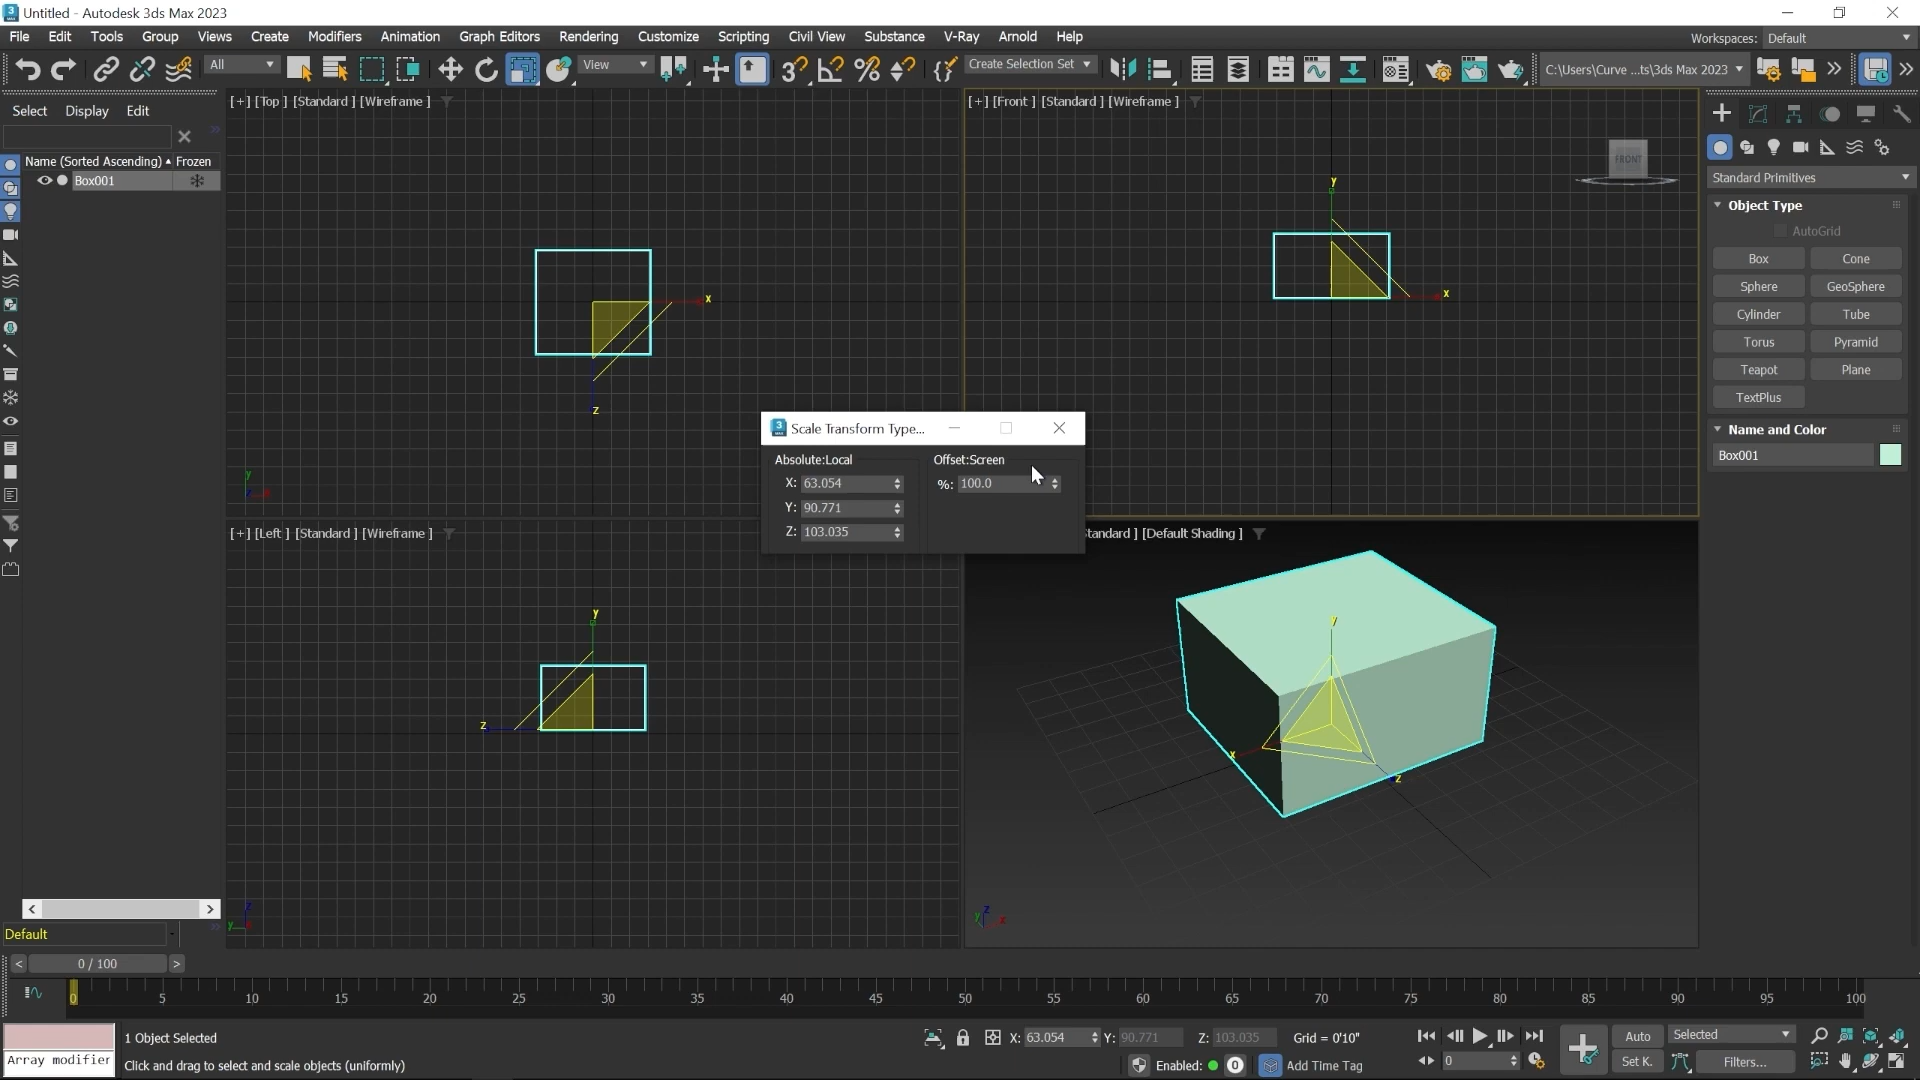 Untitled - Autodesk 3ds Max 2023
File Edit Tools Group Views Create Modifiers Animation Graph Editors Rendering Customize Scripting Civil View Substance V-Ray Arnold Help
Workspaces: Default
All
View
Create Selection Set
C:\Users\Curve ...ts\3ds Max 2023
Select Display Edit
Name (Sorted Ascending) Frozen
Box001
[+] [Top ] [Standard ] [Wireframe ]
[+] [Front ] [Standard ] [Wireframe ]
FRONT
x
z
y
x
y
[+] [Left ] [Standard ] [Wireframe ]
y
z
z
y
tandard ] [Default Shading ]
y
x
z
z
y
x
Scale Transform Type...
Absolute:Local
X: 63.054
Y: 90.771
Z: 103.035
Offset:Screen
%: 100.0
Standard Primitives
Object Type
AutoGrid
Box Cone
Sphere GeoSphere
Cylinder Tube
Torus Pyramid
Teapot Plane
TextPlus
Name and Color
Box001
Default
< 0 / 100 >
0 5 10 15 20 25 30 35 40 45 50 55 60 65 70 75 80 85 90 95 100
1 Object Selected
Array modifier
Click and drag to select and scale objects (uniformly)
X: 63.054 Y: 90.771 Z: 103.035 Grid = 0'10"
Enabled: 0 Add Time Tag
0
Auto Selected
Set K. Filters...